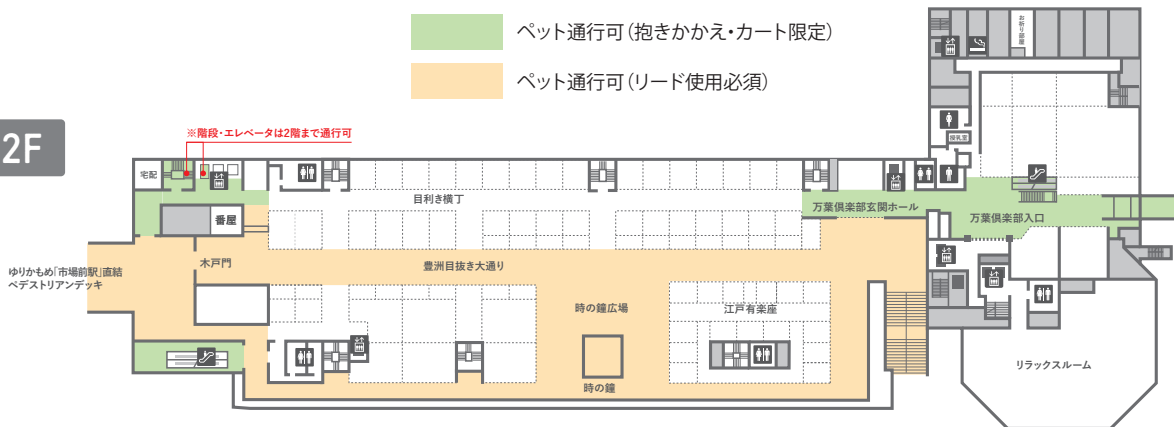 ペット通行可（抱きかかえ・カート限定）
ペット通行可（リード使用必須）
2F
※階段・エレベータは2階まで通行可
お祈り部屋
宅配
授乳室
目利き横丁
万葉倶楽部玄関ホール
番屋
万葉倶楽部入口
木戸門
豊洲目抜き大通り
ゆりかもめ「市場前駅」直結
ペデストリアンデッキ
時の鐘広場
江戸有楽座
リラックスルーム
時の鐘